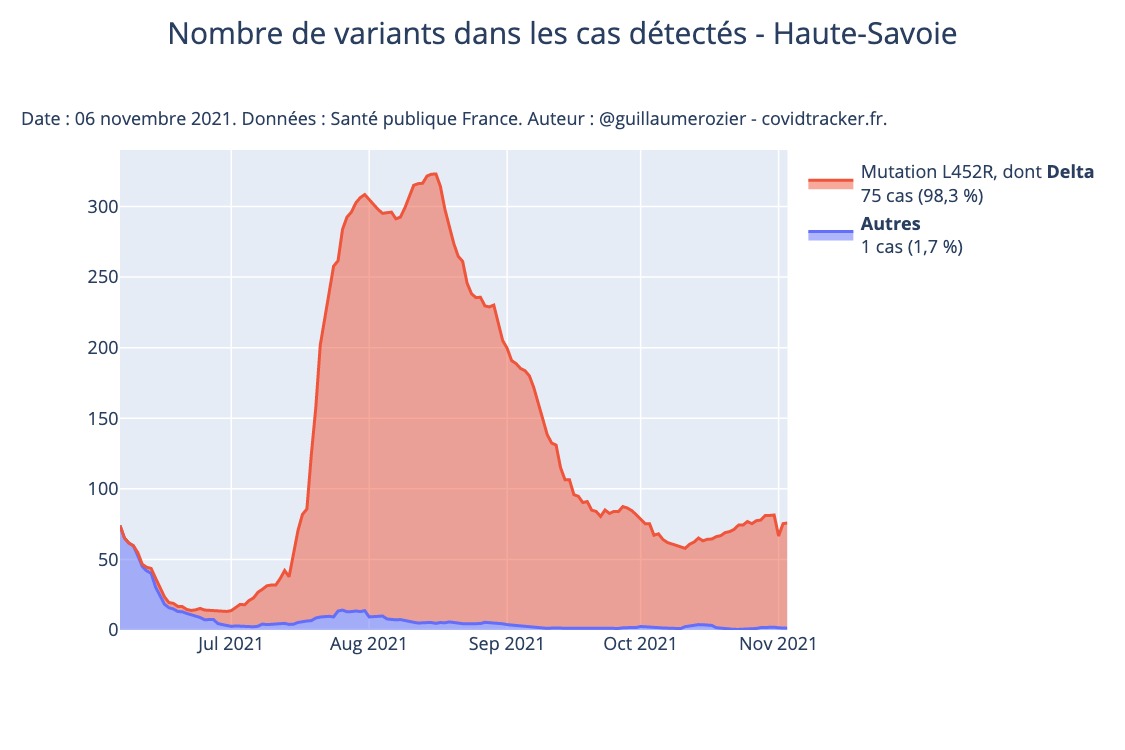 Nombre de variants dans les cas détectés - Haute-Savoie
Date : 06 novembre 2021. Données : Santé publique France. Auteur : @guillaumerozier - covidtracker.fr.
Mutation L452R, dont Delta
75 cas (98,3 %)
Autres
1 cas (1,7 %)
300
250
200
150
100
50
0
Jul 2021
Aug 2021
Sep 2021
Oct 2021
Nov 2021